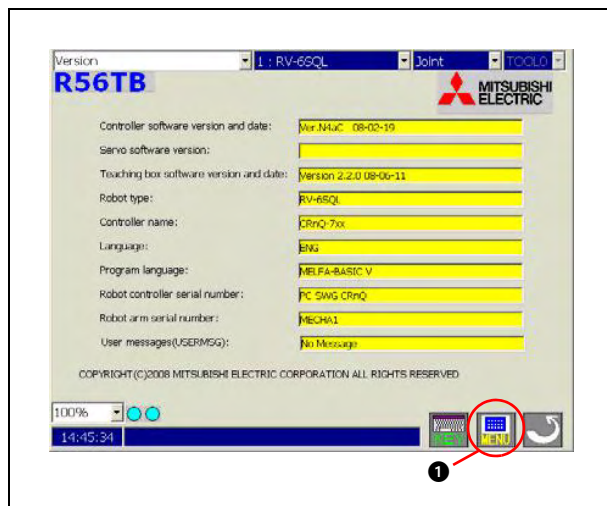 Version 1 : RV-6SQL Joint TOOL0
R56TB
MITSUBISHI
ELECTRIC
Controller software version and date: Ver.N4aC 08-02-19
Servo software version:
Teaching box software version and date: Version 2.2.0 08-06-11
Robot type: RV-6SQL
Controller name: CRnQ-7xx
Language: ENG
Program language: MELFA-BASIC V
Robot controller serial number: PC SWG CRnQ
Robot arm serial number: MECHA1
User messages(USERMSG): No Message
COPYRIGHT(C)2008 MITSUBISHI ELECTRIC CORPORATION ALL RIGHTS RESERVED
100%
14:45:34 KEY MENU
1